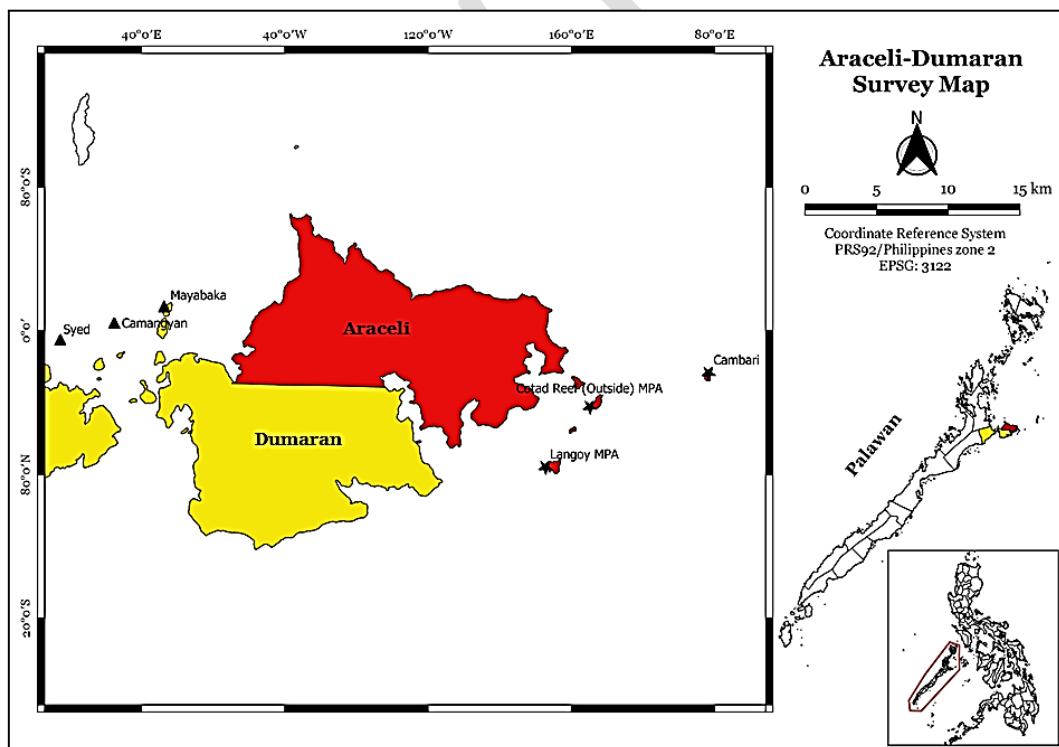 40°0'E
40°0'W
120°0'W
160°0'E
80°0'E
80°0'S
0°0'
80°0'N
20°0'S
Mayabaka
Camangyan
Syed
Araceli
Dumaran
Cambari
Cotad Reef (Outside) MPA
Langoy MPA
Araceli-Dumaran
Survey Map
N
0 5 10 15 km
Coordinate Reference System
PRS92/Philippines zone 2
EPSG: 3122
Palawan